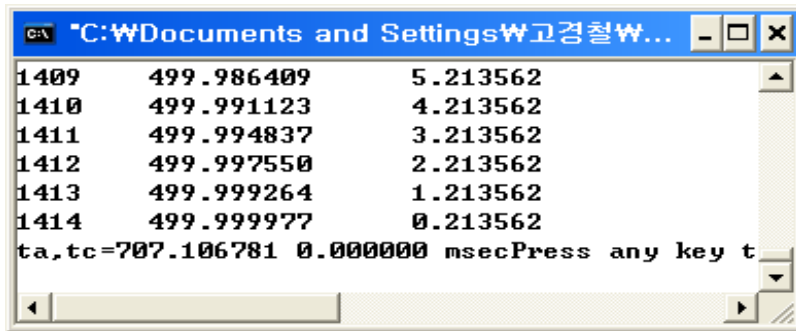 "C:₩Documents and Settings₩고경철₩...
1409 499.986409 5.213562
1410 499.991123 4.213562
1411 499.994837 3.213562
1412 499.997550 2.213562
1413 499.999264 1.213562
1414 499.999977 0.213562
ta,tc=707.106781 0.000000 msecPress any key t